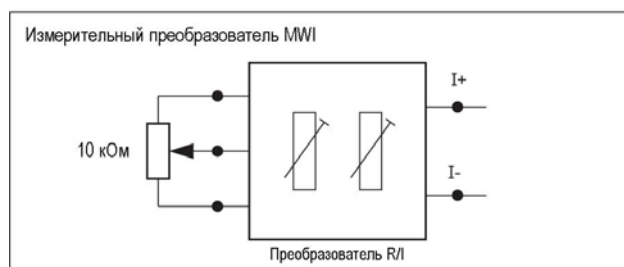 Измерительный преобразователь MWI
I+
10 кОм
I-
Преобразователь R/I